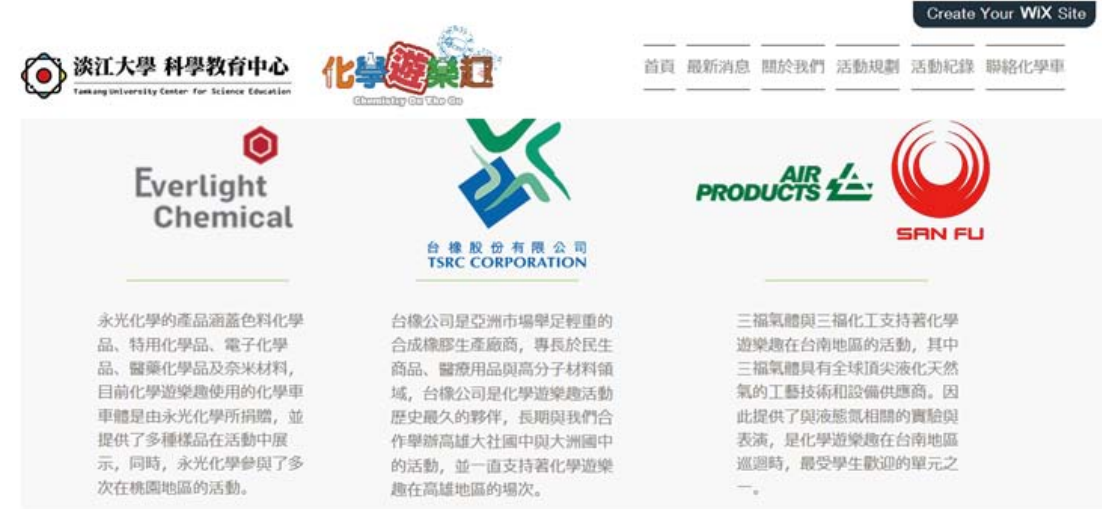 Create Your WiX Site
淡江大學 科學教育中心
Tamkang University Center for Science Education
化學遊樂趣
Chemistry On The Go
首頁 最新消息 關於我們 活動規劃 活動紀錄 聯絡化學車
Everlight
Chemical
永光化學的產品涵蓋色料化學
品、特用化學品、電子化學
品、醫藥化學品及奈米材料，
目前化學遊樂趣使用的化學車
車體是由永光化學所捐贈，並
提供了多種樣品在活動中展
示，同時，永光化學參與了多
次在桃園地區的活動。
台橡股份有限公司
TSRC CORPORATION
台橡公司是亞洲市場舉足輕重的
合成橡膠生產廠商，專長於民生
商品、醫療用品與高分子材料領
域，台橡公司是化學遊樂趣活動
歷史最久的夥伴，長期與我們合
作舉辦高雄大社國中與大洲國中
的活動，並一直支持著化學遊樂
趣在高雄地區的場次。
AIR
PRODUCTS
SAN FU
三福氣體與三福化工支持著化學
遊樂趣在台南地區的活動，其中
三福氣體具有全球頂尖液化天然
氣的工藝技術和設備供應商。因
此提供了與液態氣相關的實驗與
表演，是化學遊樂趣在台南地區
巡迴時，最受學生歡迎的單元之
一。